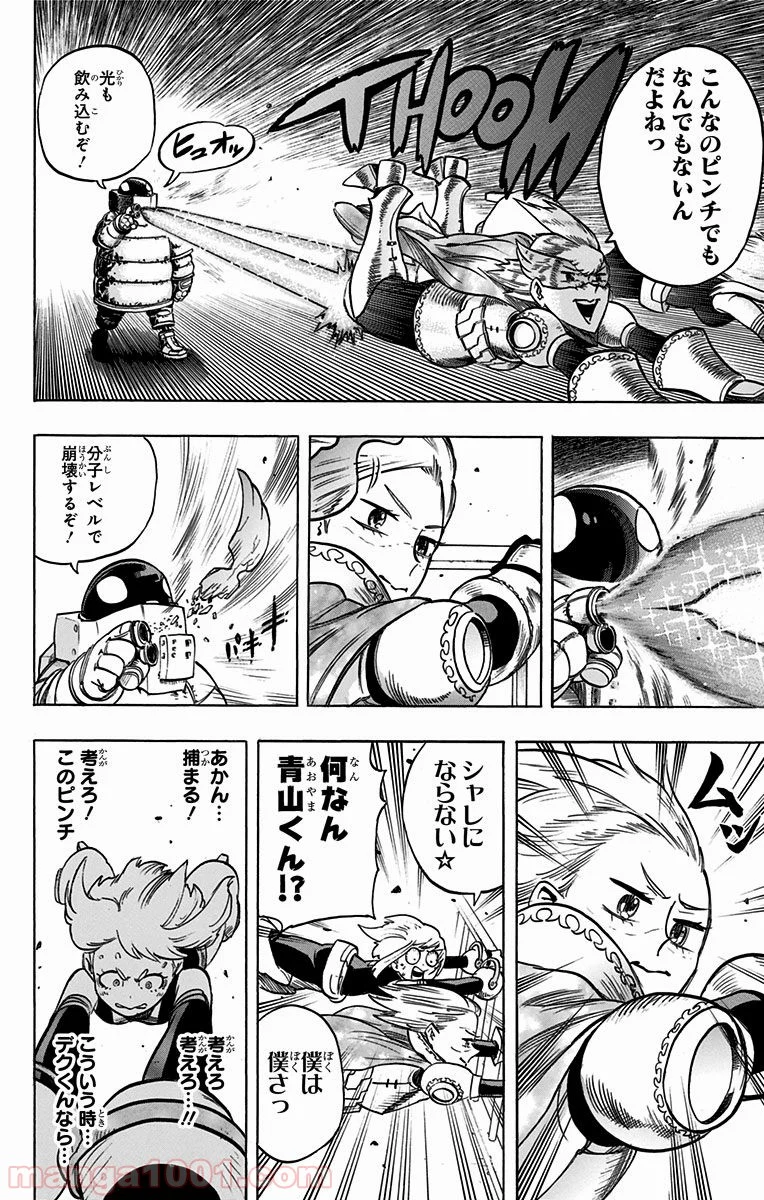 こんなのピンチでも
なんでもないん
だよねっ
THOOM
ヒュオッ
光も
飲み込むぞ!
ギギギ
分子レベルで
崩壊するぞ!
ムッ
シャレに
ならない☆
何なん
青山くん!?
僕は
僕さっ
あかん…
捕まる!
考えろ!
このピンチ
考えろ
考えろ…
こういう時…
デクくんなら…
manga1001.com